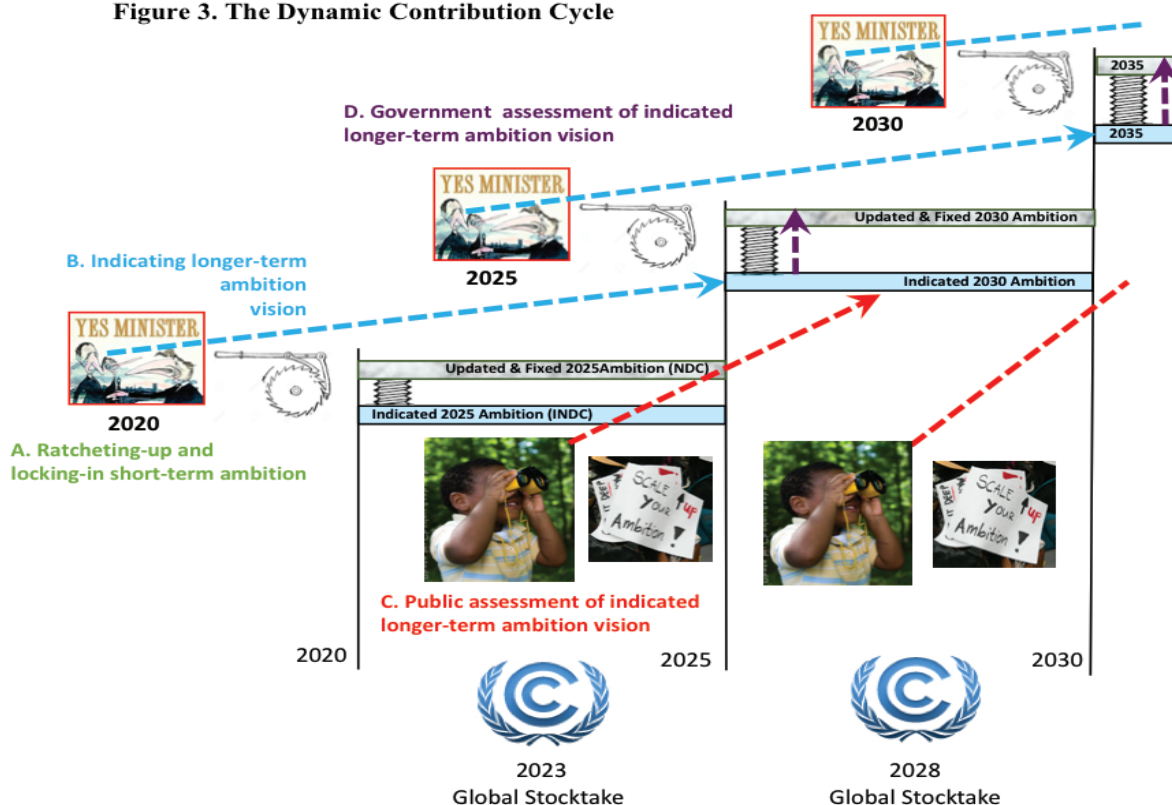 Figure 3. The Dynamic Contribution Cycle
YES MINISTER
2030
2035
2035
D. Government assessment of indicated
longer-term ambition vision
YES MINISTER
2025
Updated & Fixed 2030 Ambition
Indicated 2030 Ambition
B. Indicating longer-term
ambition
vision
YES MINISTER
2020
Updated & Fixed 2025Ambition (NDC)
Indicated 2025 Ambition (INDC)
A. Ratcheting-up and
locking-in short-term ambition
SCALE
YOUR UP
Ambition!
SCALE
YOUR UP
Ambition!
C. Public assessment of indicated
longer-term ambition vision
2020
2025
2030
2023
Global Stocktake
2028
Global Stocktake